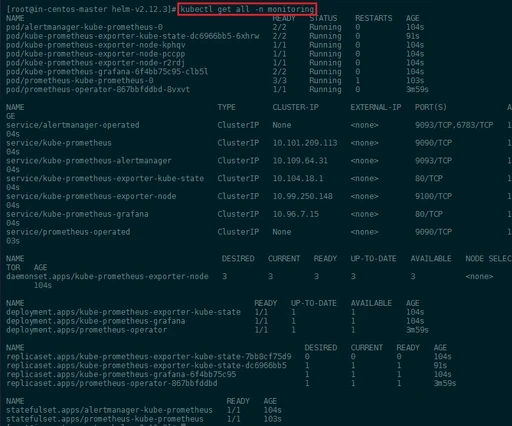 [root@in-centos-master helm-v2.12.3]# kubectl get all -n monitoring
NAME READY STATUS RESTARTS AGE
pod/alertmanager-kube-prometheus-0 2/2 Running 0 104s
pod/kube-prometheus-exporter-kube-state-dc6966bb5-6xhrw 2/2 Running 0 91s
pod/kube-prometheus-exporter-node-kphqv 1/1 Running 0 104s
pod/kube-prometheus-exporter-node-pccpp 1/1 Running 0 104s
pod/kube-prometheus-exporter-node-r2rdj 1/1 Running 0 104s
pod/kube-prometheus-grafana-6f4bb75c95-clb5l 2/2 Running 0 104s
pod/prometheus-kube-prometheus-0 3/3 Running 1 103s
pod/prometheus-operator-867bbfddbd-8vxvt 1/1 Running 0 3m59s
NAME TYPE CLUSTER-IP EXTERNAL-IP PORT(S) A
GE
service/alertmanager-operated ClusterIP None <none> 9093/TCP,6783/TCP 1
04s
service/kube-prometheus ClusterIP 10.101.209.113 <none> 9090/TCP 1
04s
service/kube-prometheus-alertmanager ClusterIP 10.109.64.31 <none> 9093/TCP 1
04s
service/kube-prometheus-exporter-kube-state ClusterIP 10.104.18.1 <none> 80/TCP 1
04s
service/kube-prometheus-exporter-node ClusterIP 10.99.250.148 <none> 9100/TCP 1
04s
service/kube-prometheus-grafana ClusterIP 10.96.7.15 <none> 80/TCP 1
04s
service/prometheus-operated ClusterIP None <none> 9090/TCP 1
03s
NAME DESIRED CURRENT READY UP-TO-DATE AVAILABLE NODE SELEC
TOR AGE
daemonset.apps/kube-prometheus-exporter-node 3 3 3 3 3 <none>
104s
NAME READY UP-TO-DATE AVAILABLE AGE
deployment.apps/kube-prometheus-exporter-kube-state 1/1 1 1 104s
deployment.apps/kube-prometheus-grafana 1/1 1 1 104s
deployment.apps/prometheus-operator 1/1 1 1 3m59s
NAME DESIRED CURRENT READY AGE
replicaset.apps/kube-prometheus-exporter-kube-state-7bb8cf75d9 0 0 0 104s
replicaset.apps/kube-prometheus-exporter-kube-state-dc6966bb5 1 1 1 91s
replicaset.apps/kube-prometheus-grafana-6f4bb75c95 1 1 1 104s
replicaset.apps/prometheus-operator-867bbfddbd 1 1 1 3m59s
NAME READY AGE
statefulset.apps/alertmanager-kube-prometheus 1/1 104s
statefulset.apps/prometheus-kube-prometheus 1/1 103s